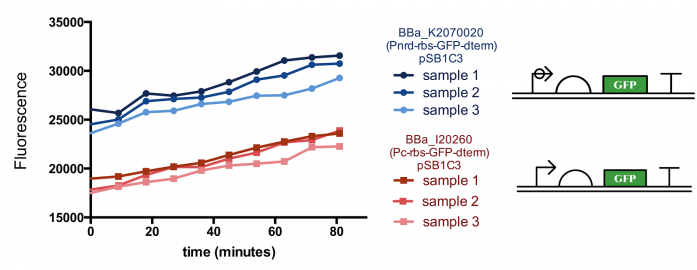 35000
30000
25000
20000
15000
Fluorescence
0
20
40
60
80
time (minutes)
BBa_K2070020
(Pnrd-rbs-GFP-dterm)
pSB1C3
sample 1
sample 2
sample 3
BBa_I20260
(Pc-rbs-GFP-dterm)
pSB1C3
sample 1
sample 2
sample 3
GFP
GFP